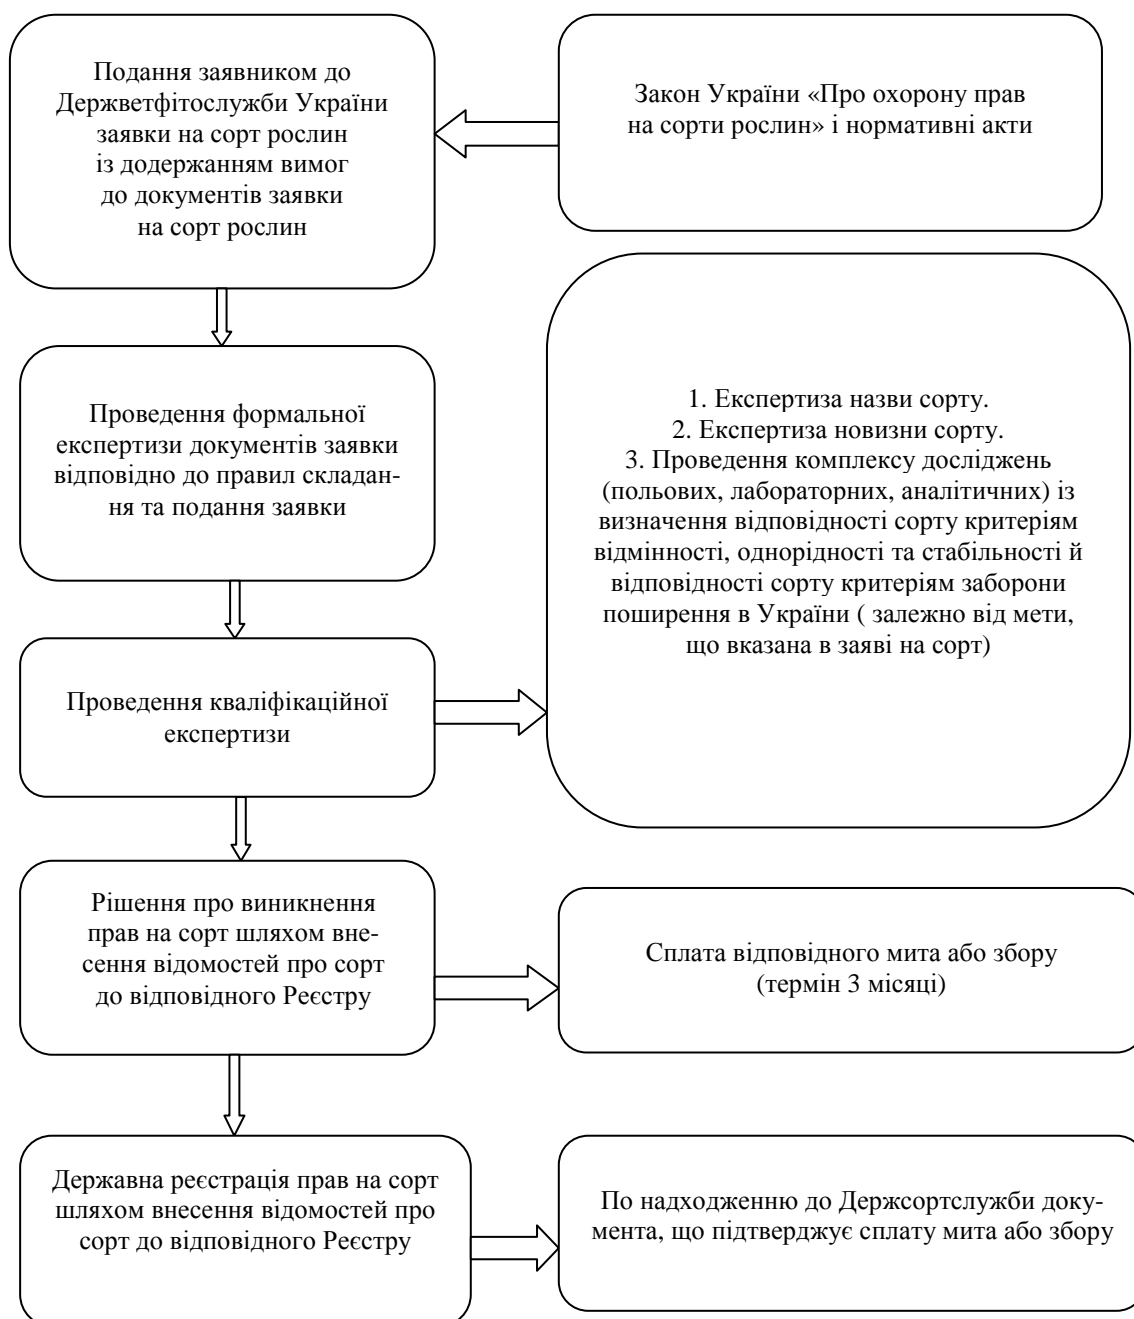 Подання заявником до
Держветфітослужби України
заявки на сорт рослин
із додержанням вимог
до документів заявки
на сорт рослин
Закон України «Про охорону прав
на сорти рослин» і нормативні акти
Проведення формальної
експертизи документів заявки
відповідно до правил складан-
ня та подання заявки
1. Експертиза назви сорту.
2. Експертиза новизни сорту.
3. Проведення комплексу досліджень
(польових, лабораторних, аналітичних) із
визначення відповідності сорту критеріям
відмінності, однорідності та стабільності й
відповідності сорту критеріям заборони
поширення в України ( залежно від мети,
що вказана в заяві на сорт)
Проведення кваліфікаційної
експертизи
Рішення про виникнення
прав на сорт шляхом вне-
сення відомостей про сорт
до відповідного Реєстру
Сплата відповідного мита або збору
(термін 3 місяці)
Державна реєстрація прав на сорт
шляхом внесення відомостей про
сорт до відповідного Реєстру
По надходженню до Держсортслужби доку-
мента, що підтверджує сплату мита або збору